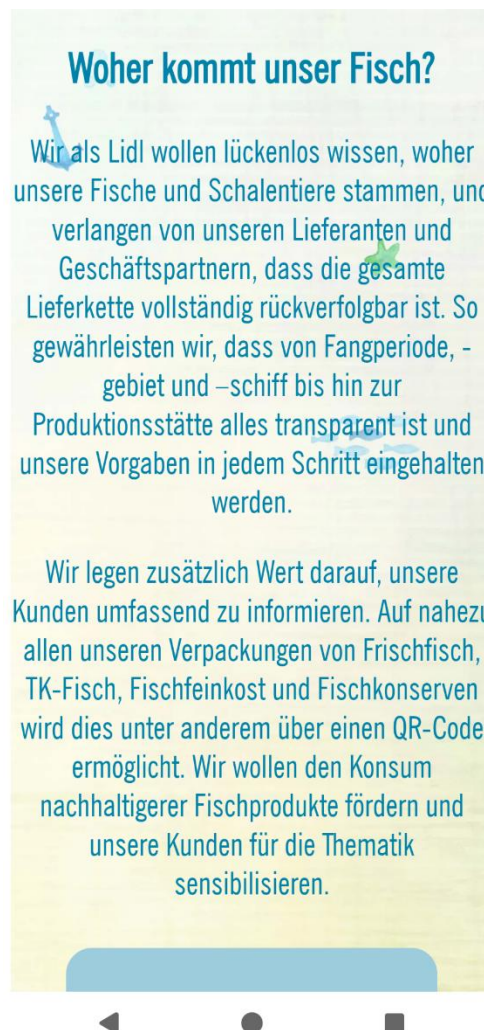 Woher kommt unser Fisch?
Wir als Lidl wollen lückenlos wissen, woher
unsere Fische und Schalentiere stammen, und
verlangen von unseren Lieferanten und
Geschäftspartnern, dass die gesamte
Lieferkette vollständig rückverfolgbar ist. So
gewährleisten wir, dass von Fangperiode, -
gebiet und –schiff bis hin zur
Produktionsstätte alles transparent ist und
unsere Vorgaben in jedem Schritt eingehalten
werden.
Wir legen zusätzlich Wert darauf, unsere
Kunden umfassend zu informieren. Auf nahezu
allen unseren Verpackungen von Frischfisch,
TK-Fisch, Fischfeinkost und Fischkonserven
wird dies unter anderem über einen QR-Code
ermöglicht. Wir wollen den Konsum
nachhaltigerer Fischprodukte fördern und
unsere Kunden für die Thematik
sensibilisieren.